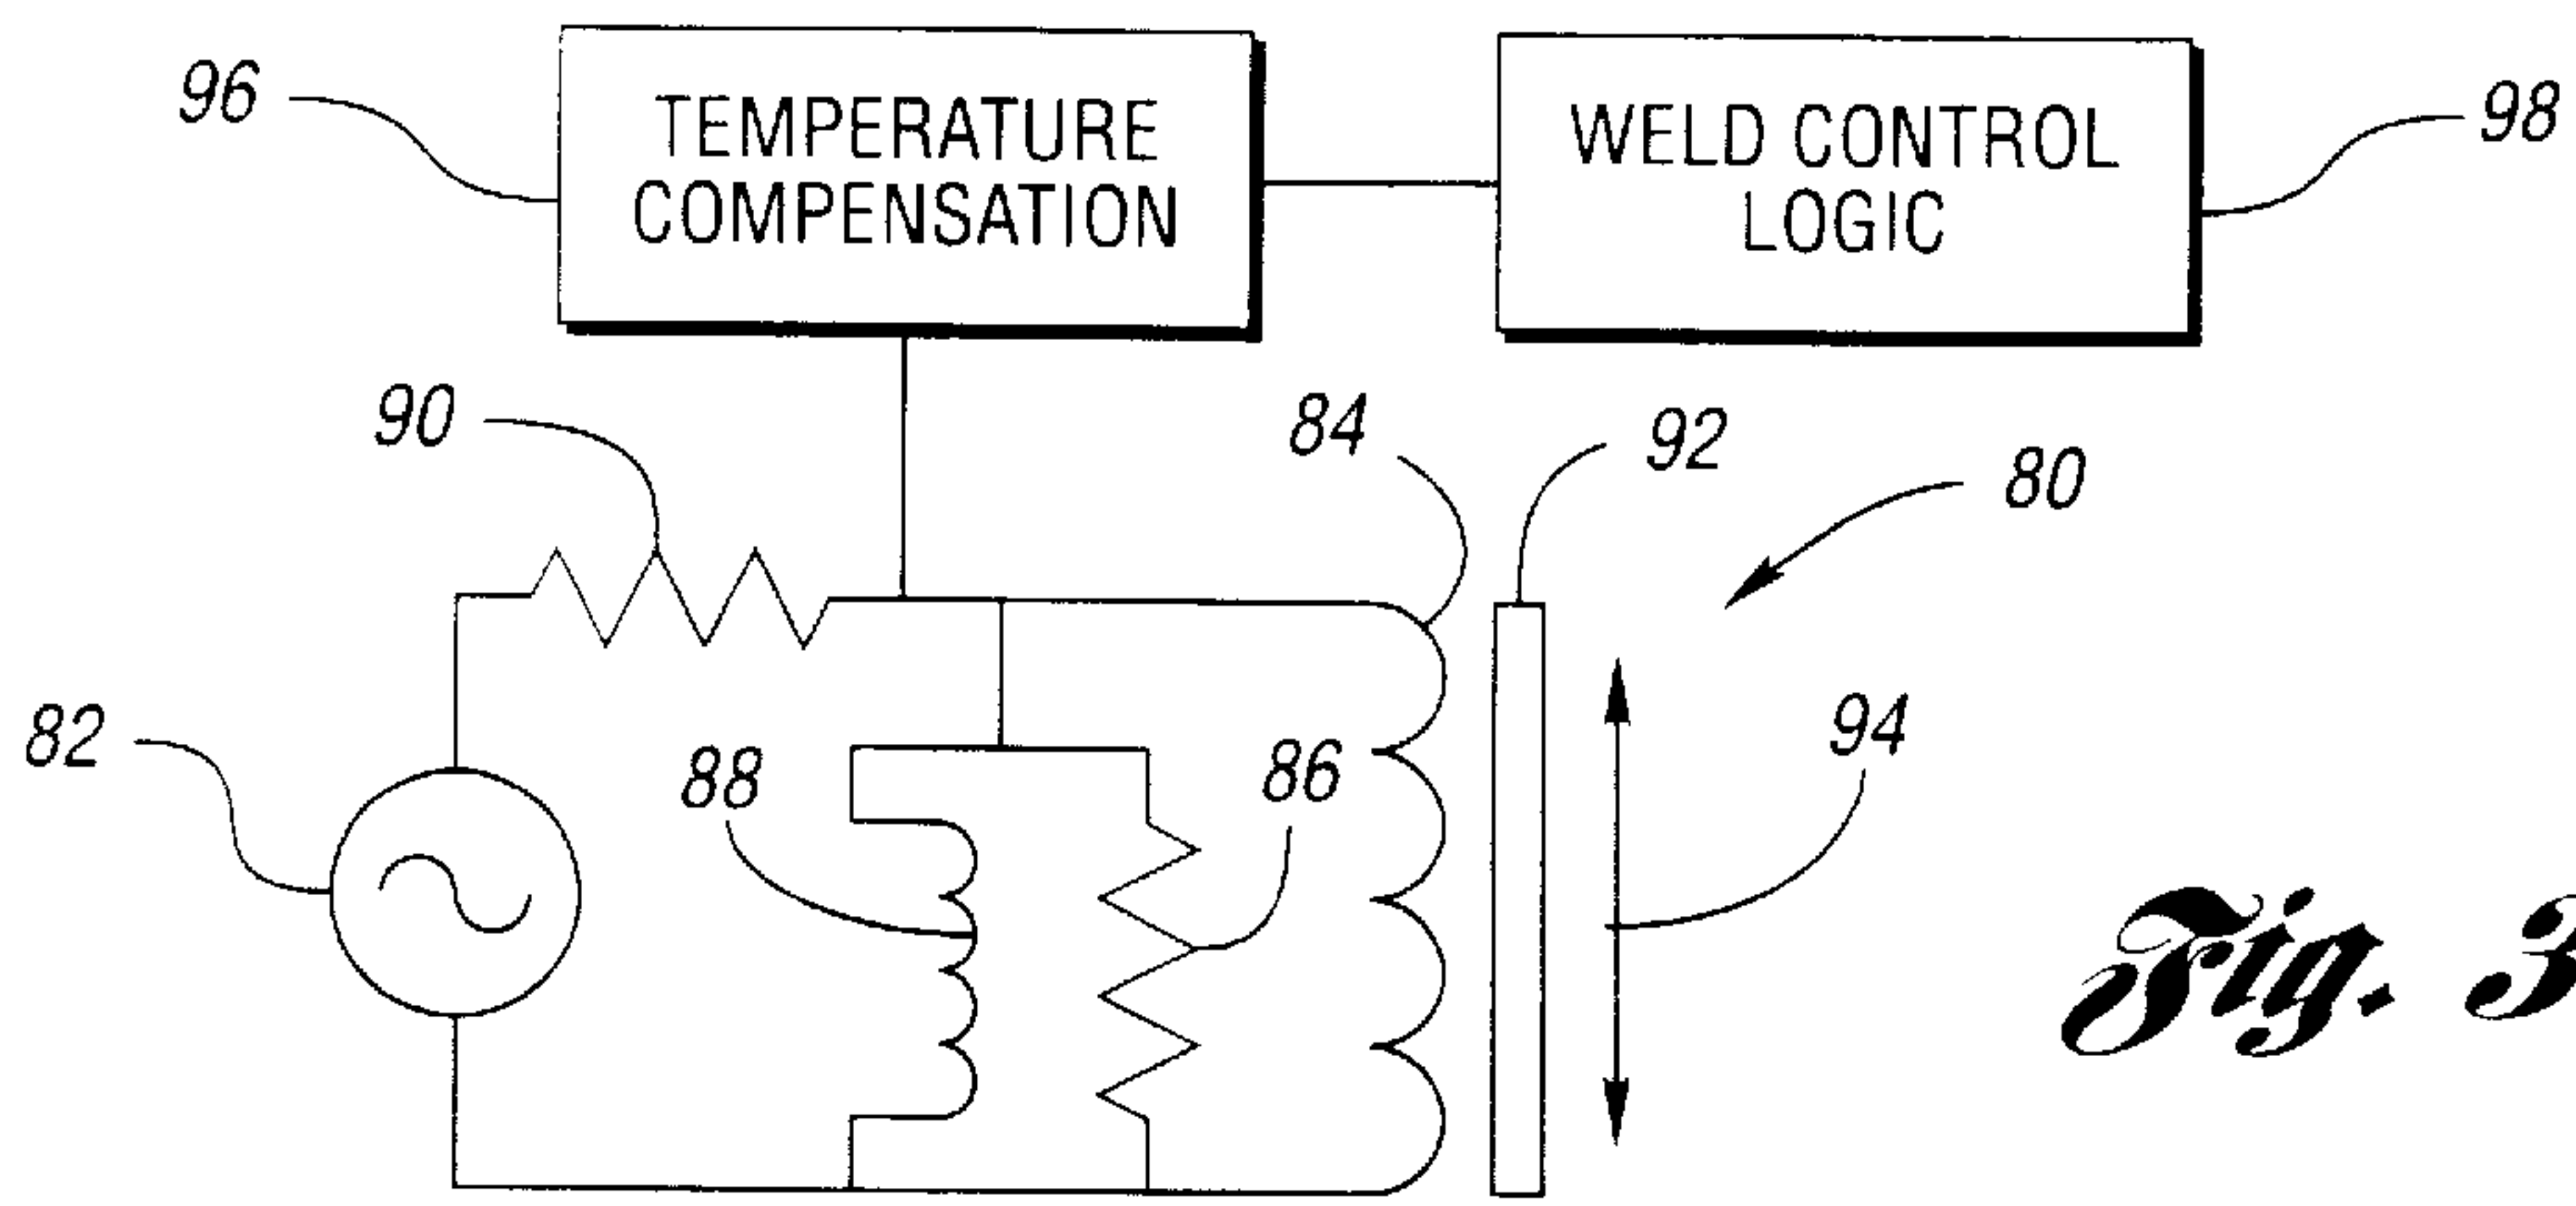 96
TEMPERATURE
COMPENSATION
WELD CONTROL
LOGIC
98
90
84
92
80
82
88
86
94
Fig. 3